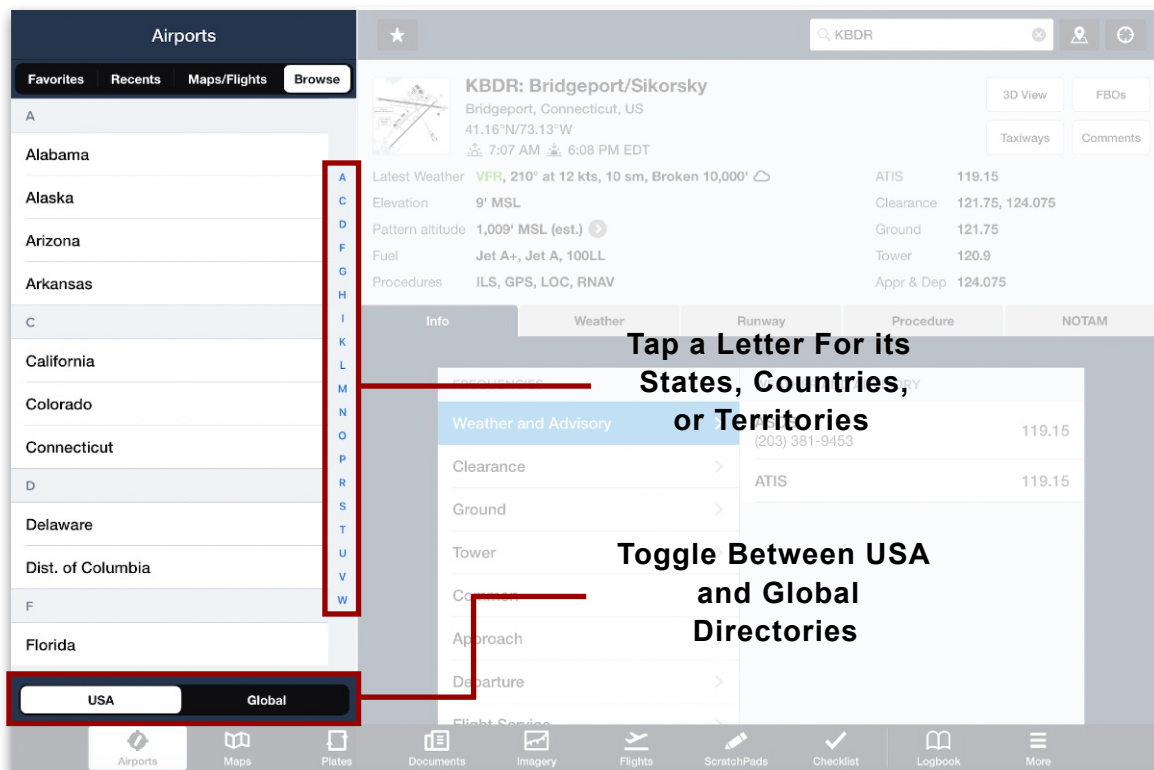 Airports
Favorites Recents Maps/Flights Browse
A
Alabama
Alaska
Arizona
Arkansas
C
California
Colorado
Connecticut
D
Delaware
Dist. of Columbia
F
Florida
USA Global
A
C
D
F
G
H
I
K
L
M
N
O
P
R
S
T
U
V
W
KBDR
KBDR: Bridgeport/Sikorsky
Bridgeport, Connecticut, US
41.16°N/73.13°W
7:07 AM 6:08 PM EDT
3D View FBOs
Taxiways Comments
Latest Weather VFR, 210° at 12 kts, 10 sm, Broken 10,000'
Elevation 9' MSL
Pattern altitude 1,009' MSL (est.)
Fuel Jet A+, Jet A, 100LL
Procedures ILS, GPS, LOC, RNAV
ATIS 119.15
Clearance 121.75, 124.075
Ground 121.75
Tower 120.9
Appr & Dep 124.075
Info Weather Runway Procedure NOTAM
Tap a Letter For its
States, Countries,
or Territories
FREQUENCIES
Weather and Advisory
Clearance
Ground
Tower
Common
Approach
Departure
Flight Service
(203) 381-9453
119.15
ATIS 119.15
Toggle Between USA
and Global
Directories
Airports Maps Plates Documents Imagery Flights ScratchPads Checklist Logbook More